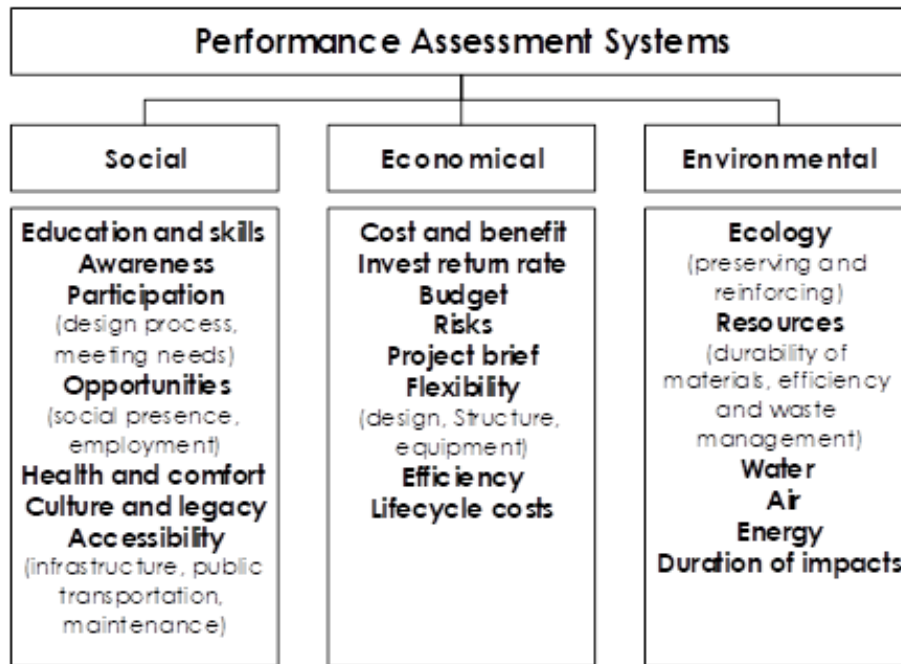 Performance Assessment Systems
Social
Economical
Environmental
Education and skills
Awareness
Participation
(design process,
meeting needs)
Opportunities
(social presence,
employment)
Health and comfort
Culture and legacy
Accessibility
(infrastructure, public
transportation,
maintenance)
Cost and benefit
Invest return rate
Budget
Risks
Project brief
Flexibility
(design, Structure,
equipment)
Efficiency
Lifecycle costs
Ecology
(preserving and
reinforcing)
Resources
(durability of
materials, efficiency
and waste
management)
Water
Air
Energy
Duration of impacts